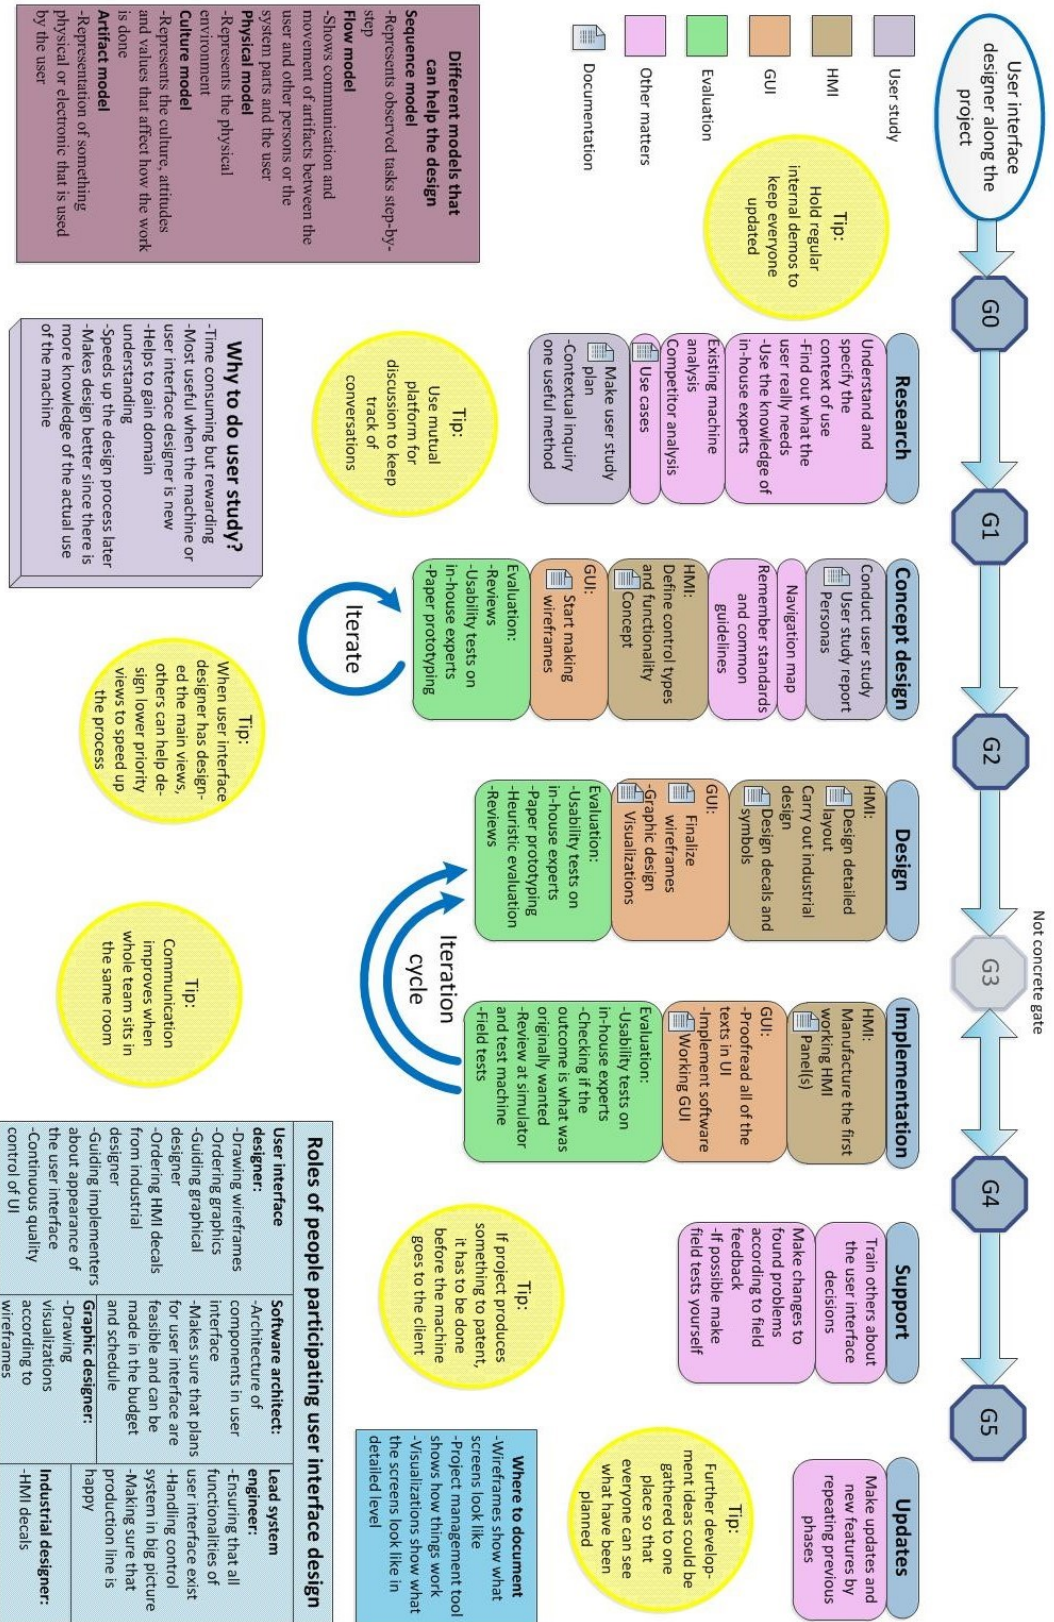 User interface
designer along the
project
G0
G1
G2
Not concrete gate
G3
G4
G5
User study
HMI
GUI
Evaluation
Other matters
Documentation
Tip:
Hold regular
internal demos to
keep everyone
updated
Research
Understand and
specify the
context of use
-Find out what the
user really needs
-Use the knowledge of
in-house experts
Existing machine
analysis
Competitor analysis
Use cases
Make user study
plan
-Contextual inquiry
one useful method
Concept design
Conduct user study
User study report
Personas
Navigation map
Remember standards
and common
guidelines
HMI:
Define control types
and functionality
Concept
GUI:
Start making
wireframes
Evaluation:
-Reviews
-Usability tests on
in-house experts
-Paper prototyping
Iterate
Design
HMI:
Design detailed
layout
Carry out industrial
design
Design decals and
symbols
GUI:
Finalize
wireframes
-Graphic design
Visualizations
Evaluation:
-Usability tests on
in-house experts
-Paper prototyping
-Heuristic evaluation
-Reviews
Iteration
cycle
Implementation
HMI:
Manufacture the first
working HMI
Panel(s)
GUI:
-Proofread all of the
texts in UI
-Implement software
Working GUI
Evaluation:
-Usability tests on
in-house experts
-Checking if the
outcome is what was
originally wanted
-Review at simulator
and test machine
-Field tests
Support
Train others about
the user interface
decisions
Make changes to
found problems
according to field
feedback
-If possible make
field tests yourself
Updates
Make updates and
new features by
repeating previous
phases
Tip:
Use mutual
platform for
discussion to keep
track of
conversations
Tip:
When user interface
designer has design-
ed the main views,
others can help de-
sign lower priority
views to speed up
the process
Tip:
Communication
improves when
whole team sits in
the same room
Tip:
If project produces
something to patent,
it has to be done
before the machine
goes to the client
Tip:
Further develop-
ment ideas could be
gathered to one
place so that
everyone can see
what have been
planned
Different models that
can help the design
Sequence model
-Represents observed tasks step-by-
step
Flow model
-Shows communication and
movement of artifacts between the
user and other persons or the
system parts and the user
Physical model
-Represents the physical
environment
Culture model
-Represents the culture, attitudes
and values that affect how the work
is done
Artifact model
-Representation of something
physical or electronic that is used
by the user
Why to do user study?
-Time consuming but rewarding
-Most useful when the machine or
user interface designer is new
-Helps to gain domain
understanding
-Speeds up the design process later
-Makes design better since there is
more knowledge of the actual use
of the machine
Where to document
-Wireframes show what
screens look like
-Project management tool
shows how things work
-Visualizations show what
the screens look like in
detailed level
Roles of people participating user interface design
User interface
designer:
-Drawing wireframes
-Ordering graphics
-Guiding graphical
designer
-Ordering HMI decals
from industrial
designer
-Guiding implementers
about appearance of
the user interface
-Continuous quality
control of UI
Software architect:
-Architecture of
components in user
interface
-Makes sure that plans
for user interface are
feasible and can be
made in the budget
and schedule
Graphic designer:
-Drawing
visualizations
according to
wireframes
Lead system
engineer:
-Ensuring that all
functionalities of
user interface exist
-Handling control
system in big picture
-Making sure that
production line is
happy
Industrial designer:
-HMI decals